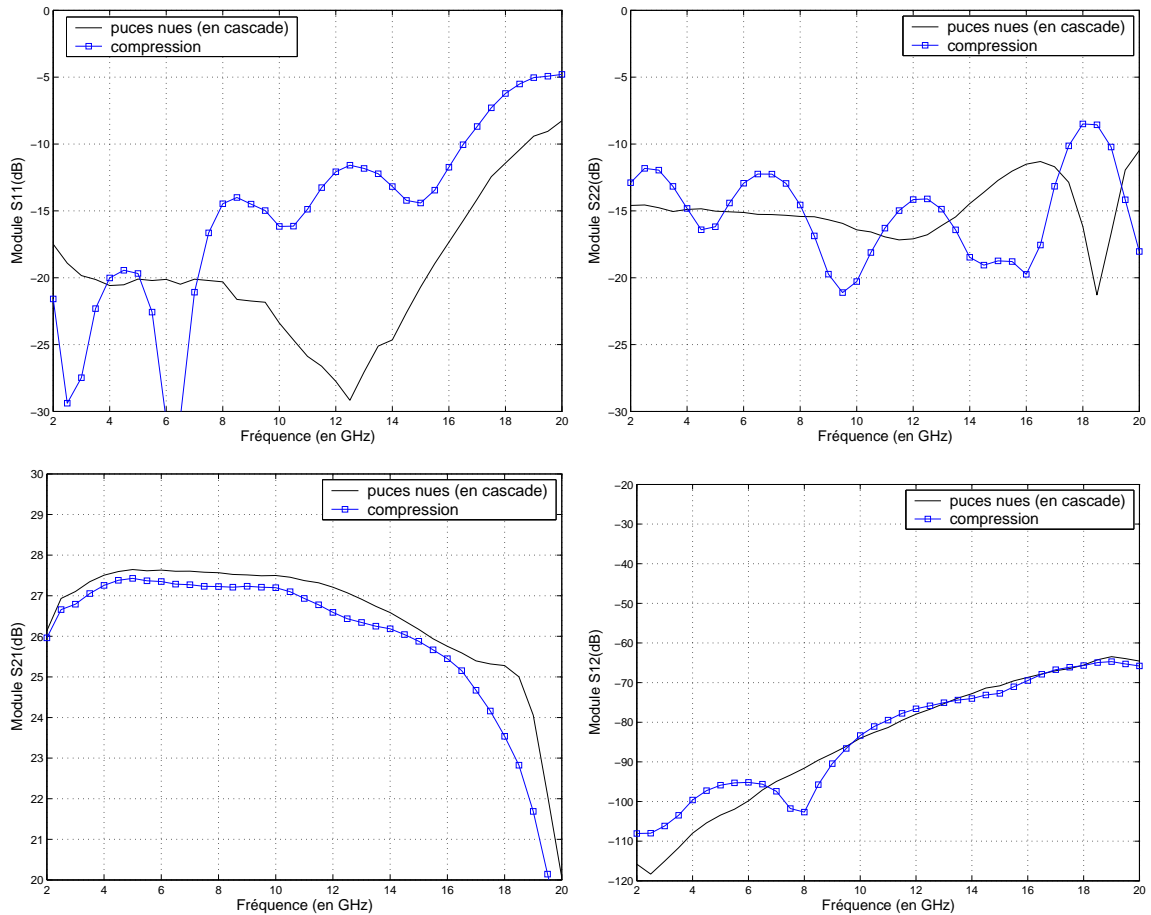 puces nues (en cascade)
compression
Module S11(dB)
0
−5
−10
−15
−20
−25
−30
2 4 6 8 10 12 14 16 18 20
Fréquence (en GHz)
puces nues (en cascade)
compression
Module S22(dB)
0
−5
−10
−15
−20
−25
−30
2 4 6 8 10 12 14 16 18 20
Fréquence (en GHz)
puces nues (en cascade)
compression
Module S21(dB)
30
29
28
27
26
25
24
23
22
21
20
2 4 6 8 10 12 14 16 18 20
Fréquence (en GHz)
puces nues (en cascade)
compression
Module S12(dB)
−20
−30
−40
−50
−60
−70
−80
−90
−100
−110
−120
2 4 6 8 10 12 14 16 18 20
Fréquence (en GHz)